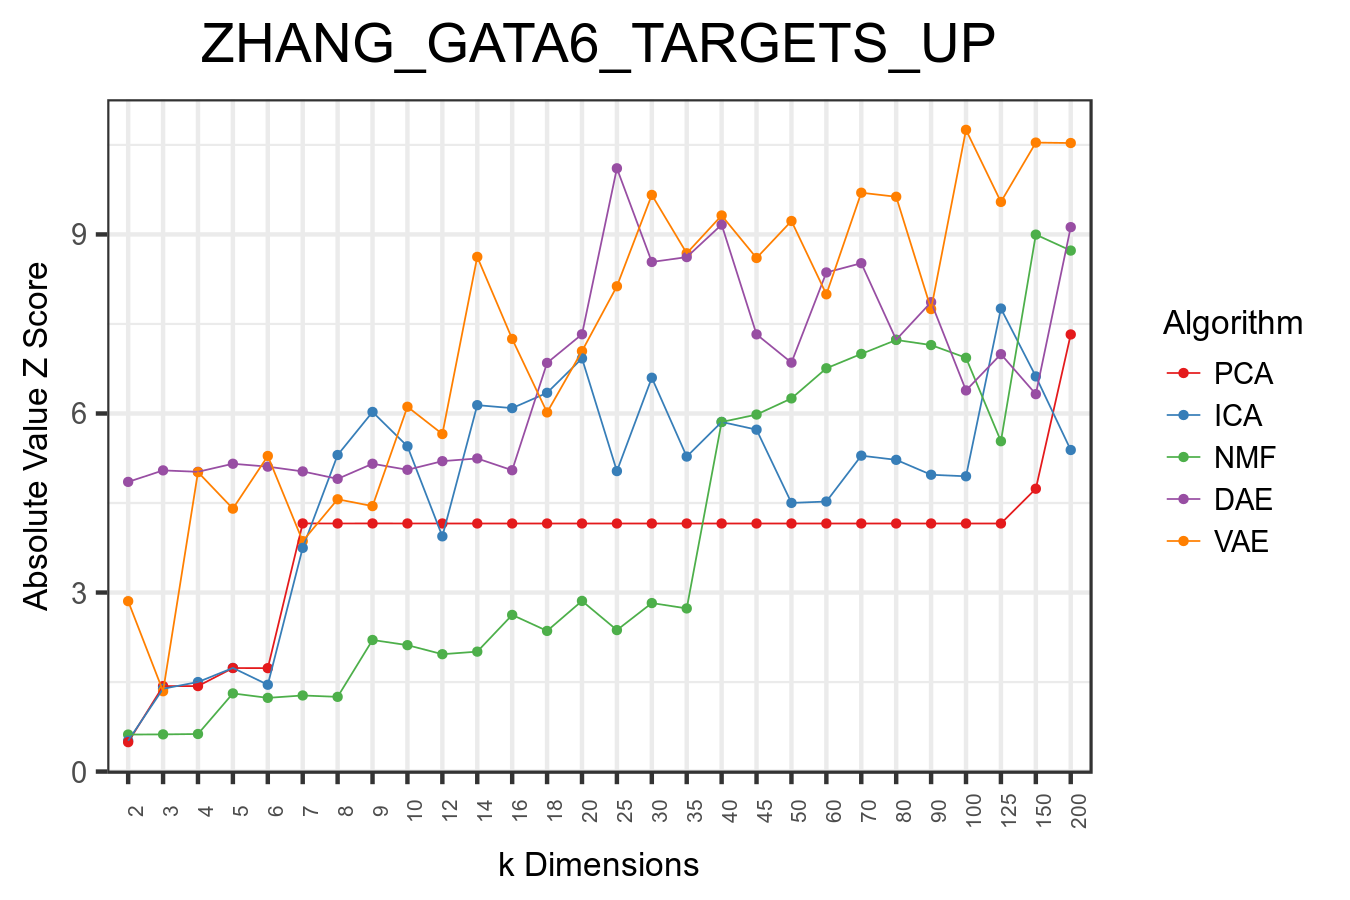 ZHANG_GATA6_TARGETS_UP
Absolute Value Z Score
9
6
3
0
2 3 4 5 6 7 8 9 10 12 14 16 18 20 25 30 35 40 45 50 60 70 80 90 100 125 150 200
k Dimensions
Algorithm
PCA
ICA
NMF
DAE
VAE